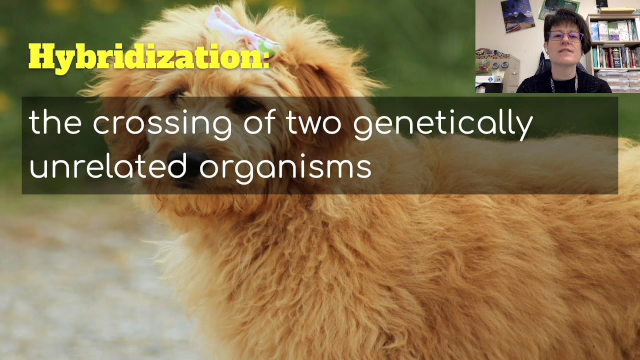 Hybridization:
the crossing of two genetically
unrelated organisms